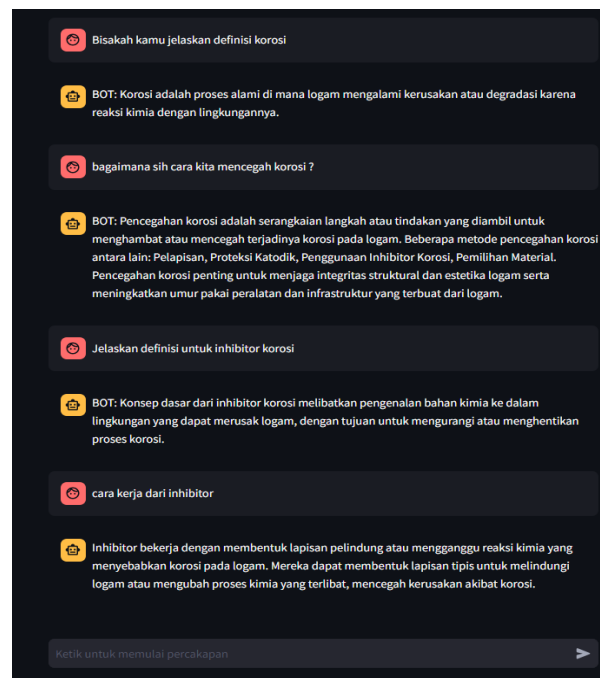 Bisakah kamu jelaskan definisi korosi
BOT: Korosi adalah proses alami di mana logam mengalami kerusakan atau degradasi karena
reaksi kimia dengan lingkungannya.
bagaimana sih cara kita mencegah korosi ?
BOT: Pencegahan korosi adalah serangkaian langkah atau tindakan yang diambil untuk
menghambat atau mencegah terjadinya korosi pada logam. Beberapa metode pencegahan korosi
antara lain: Pelapisan, Proteksi Katodik, Penggunaan Inhibitor Korosi, Pemilihan Material.
Pencegahan korosi penting untuk menjaga integritas struktural dan estetika logam serta
meningkatkan umur pakai peralatan dan infrastruktur yang terbuat dari logam.
Jelaskan definisi untuk inhibitor korosi
BOT: Konsep dasar dari inhibitor korosi melibatkan pengenalan bahan kimia ke dalam
lingkungan yang dapat merusak logam, dengan tujuan untuk mengurangi atau menghentikan
proses korosi.
cara kerja dari inhibitor
Inhibitor bekerja dengan membentuk lapisan pelindung atau mengganggu reaksi kimia yang
menyebabkan korosi pada logam. Mereka dapat membentuk lapisan tipis untuk melindungi
logam atau mengubah proses kimia yang terlibat, mencegah kerusakan akibat korosi.
Ketik untuk memulai percakapan